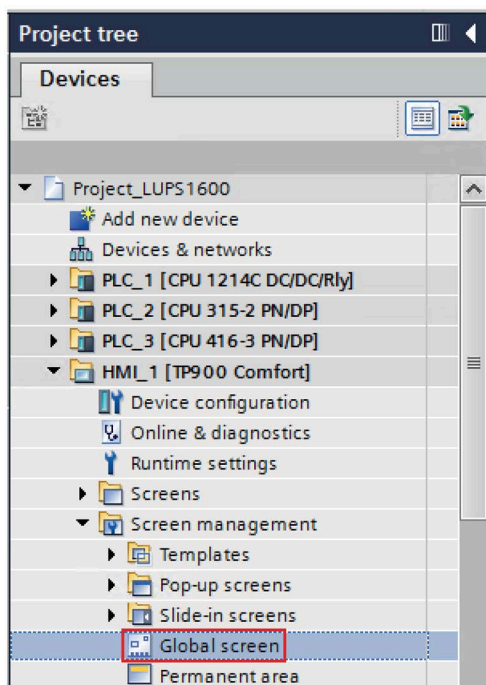 Project tree
Devices
Project_LUPS1600
Add new device
Devices & networks
PLC_1 [CPU 1214C DC/DC/Rly]
PLC_2 [CPU 315-2 PN/DP]
PLC_3 [CPU 416-3 PN/DP]
HMI_1 [TP900 Comfort]
Device configuration
Online & diagnostics
Runtime settings
Screens
Screen management
Templates
Pop-up screens
Slide-in screens
Global screen
Permanent area